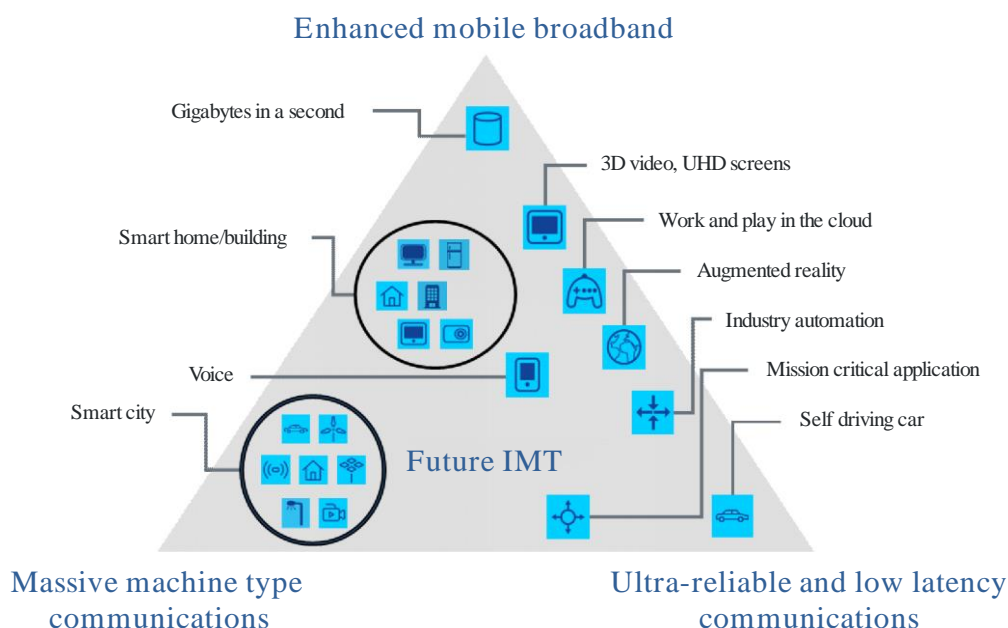 Enhanced mobile broadband
Gigabytes in a second
3D video, UHD screens
Work and play in the cloud
Smart home/building
Augmented reality
Industry automation
Voice
Mission critical application
Smart city
Self driving car
Future IMT
Massive machine type
communications
Ultra-reliable and low latency
communications